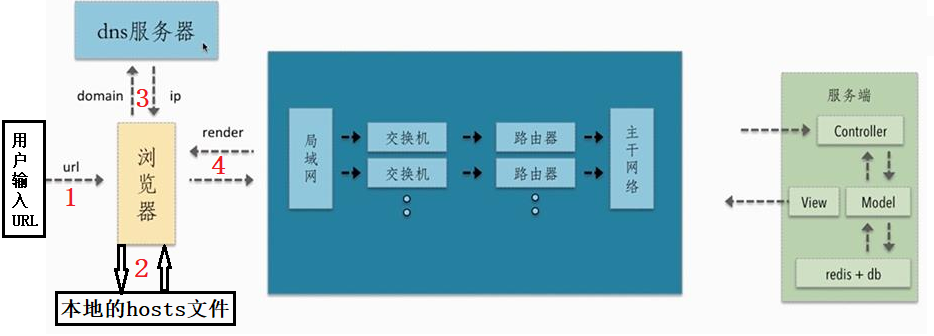 dns服务器
domain
3
ip
用户输入URL
url
1
浏览器
render
4
2
本地的hosts文件
局域网
交换机
路由器
交换机
路由器
主干网络
服务端
Controller
View
Model
redis + db